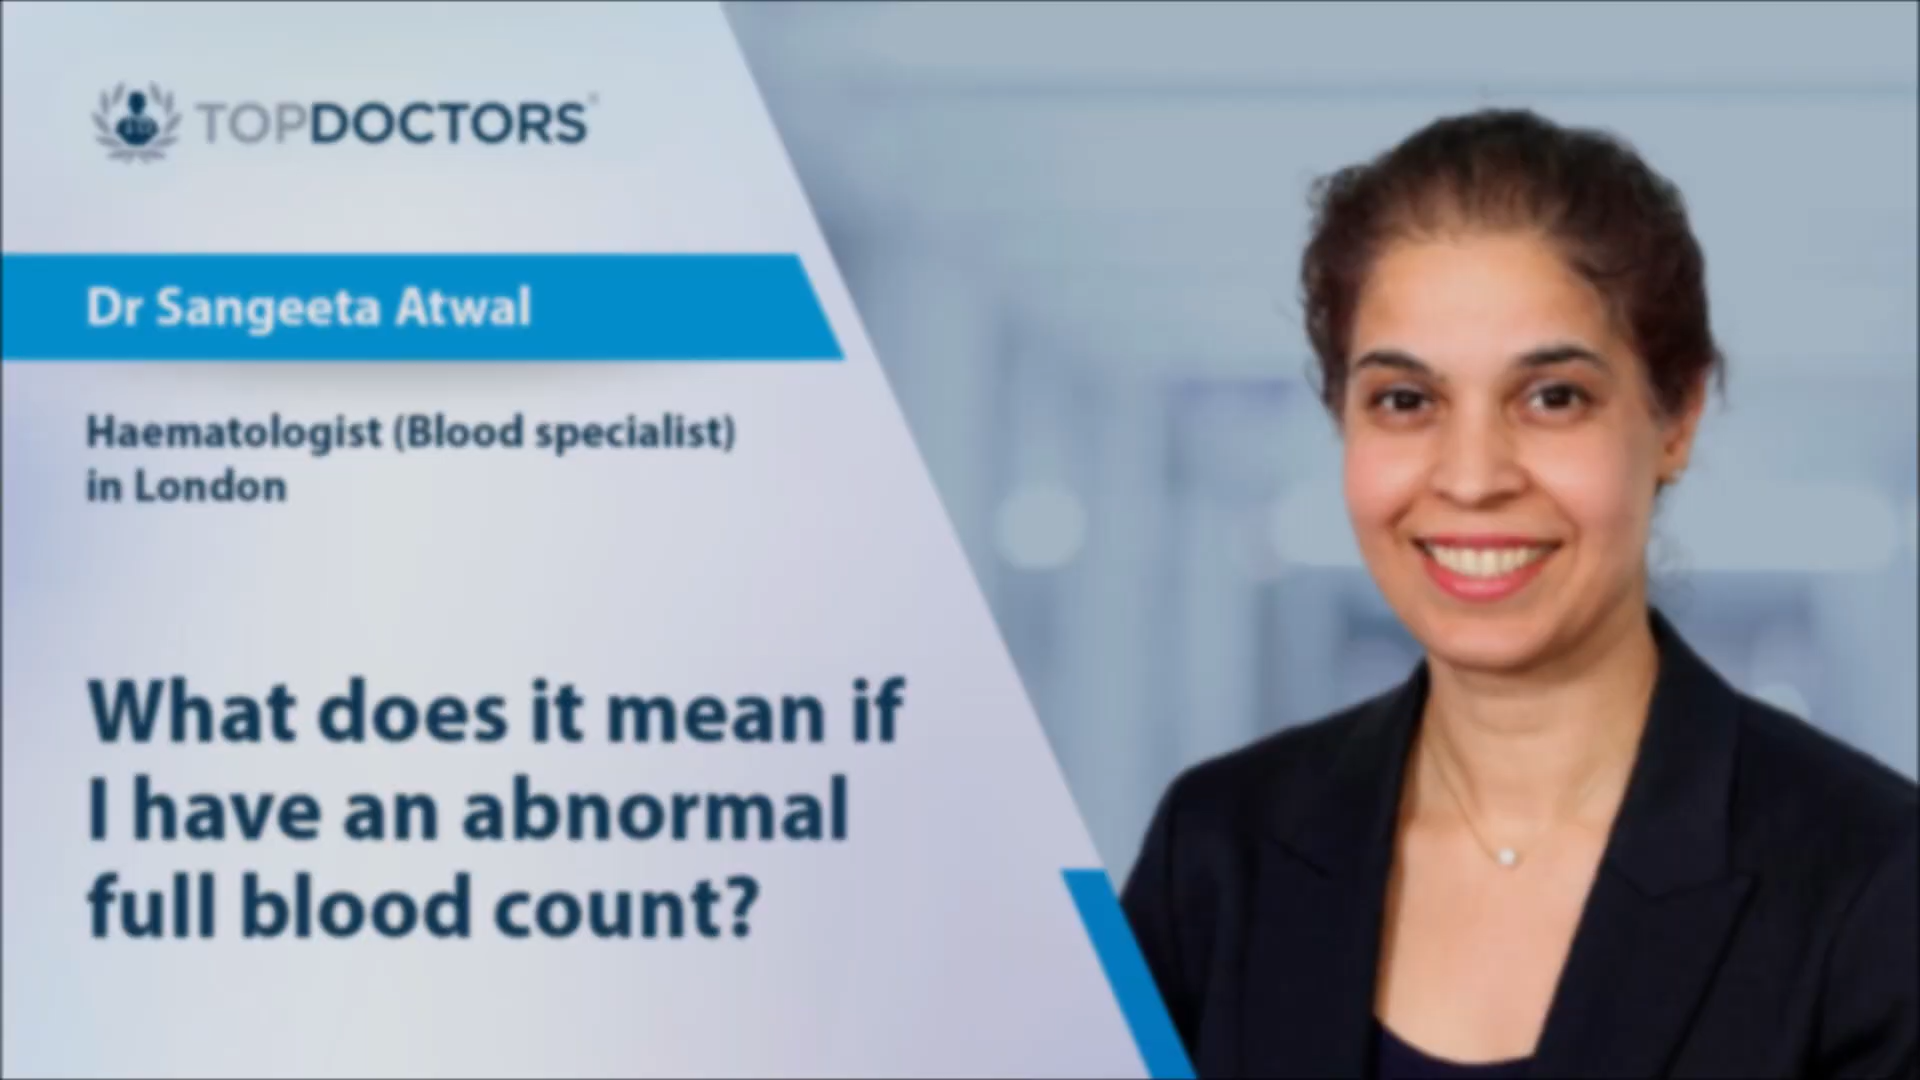 TOPDOCTORS
Dr Sangeeta Atwal
Haematologist (Blood specialist)
in London
What does it mean if
I have an abnormal
full blood count?